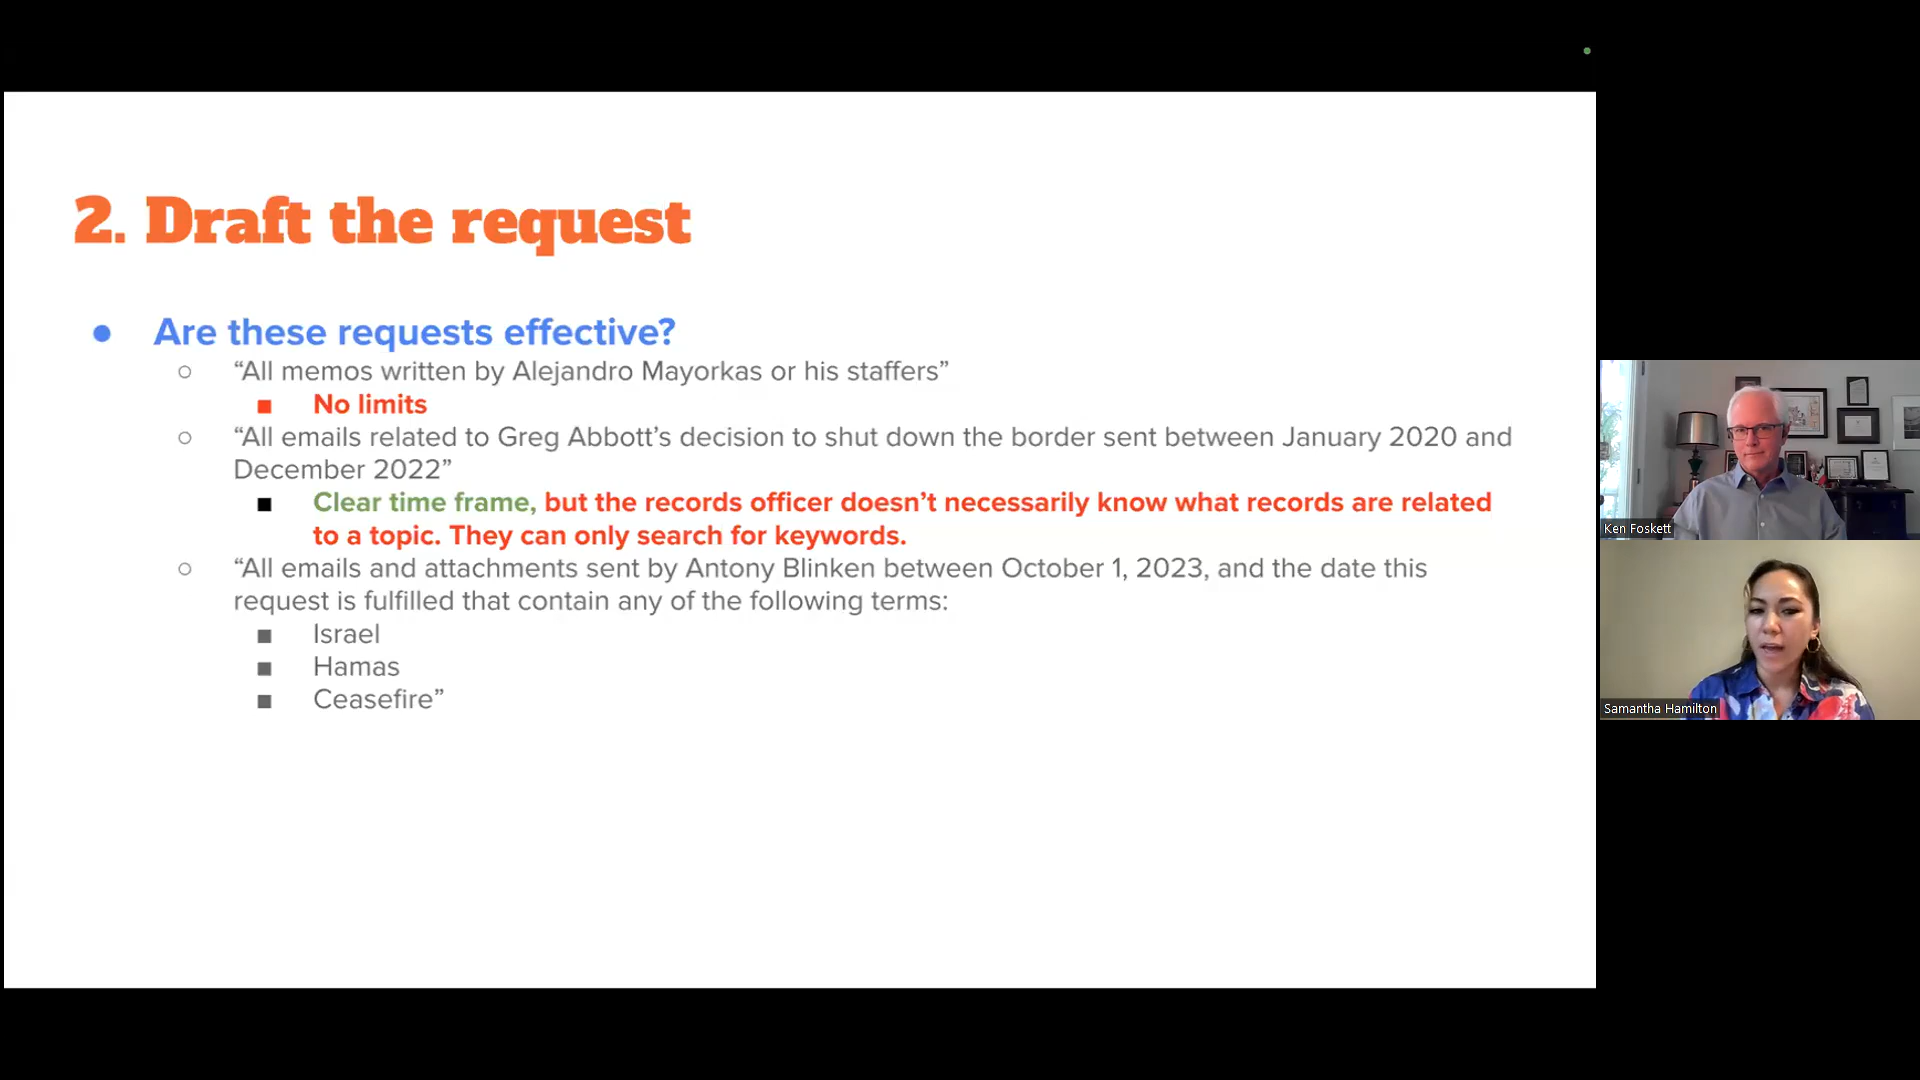 2. Draft the request
● Are these requests effective?
○ “All memos written by Alejandro Mayorkas or his staffers”
■ No limits
○ “All emails related to Greg Abbott’s decision to shut down the border sent between January 2020 and
December 2022”
■ Clear time frame, but the records officer doesn’t necessarily know what records are related
to a topic. They can only search for keywords.
○ “All emails and attachments sent by Antony Blinken between October 1, 2023, and the date this
request is fulfilled that contain any of the following terms:
■ Israel
■ Hamas
■ Ceasefire”
Ken Foskett
Samantha Hamilton